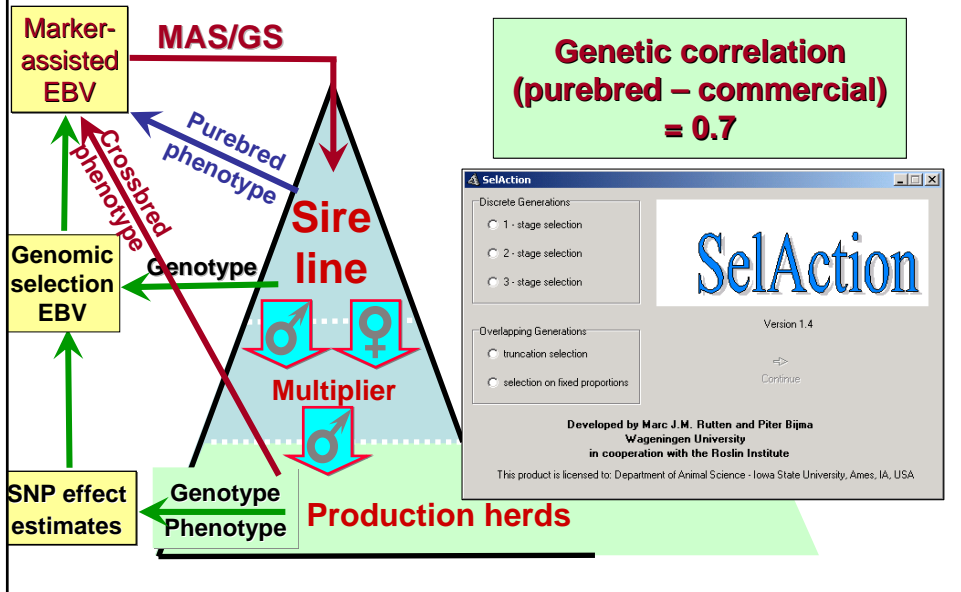 Marker-
assisted
EBV
MAS/GS
Genetic correlation
(purebred – commercial)
= 0.7
Purebred
phenotype
Crossbred
phenotype
Sire
line
Genomic
selection
EBV
Genotype
Multiplier
SNP effect
estimates
Genotype
Phenotype
Production herds
SelAction
Discrete Generations
1 - stage selection
2 - stage selection
3 - stage selection
SelAction
Version 1.4
Overlapping Generations
truncation selection
selection on fixed proportions
Continue
Developed by Marc J.M. Rutten and Piter Bijma
Wageningen University
in cooperation with the Roslin Institute
This product is licensed to: Department of Animal Science - Iowa State University, Ames, IA, USA